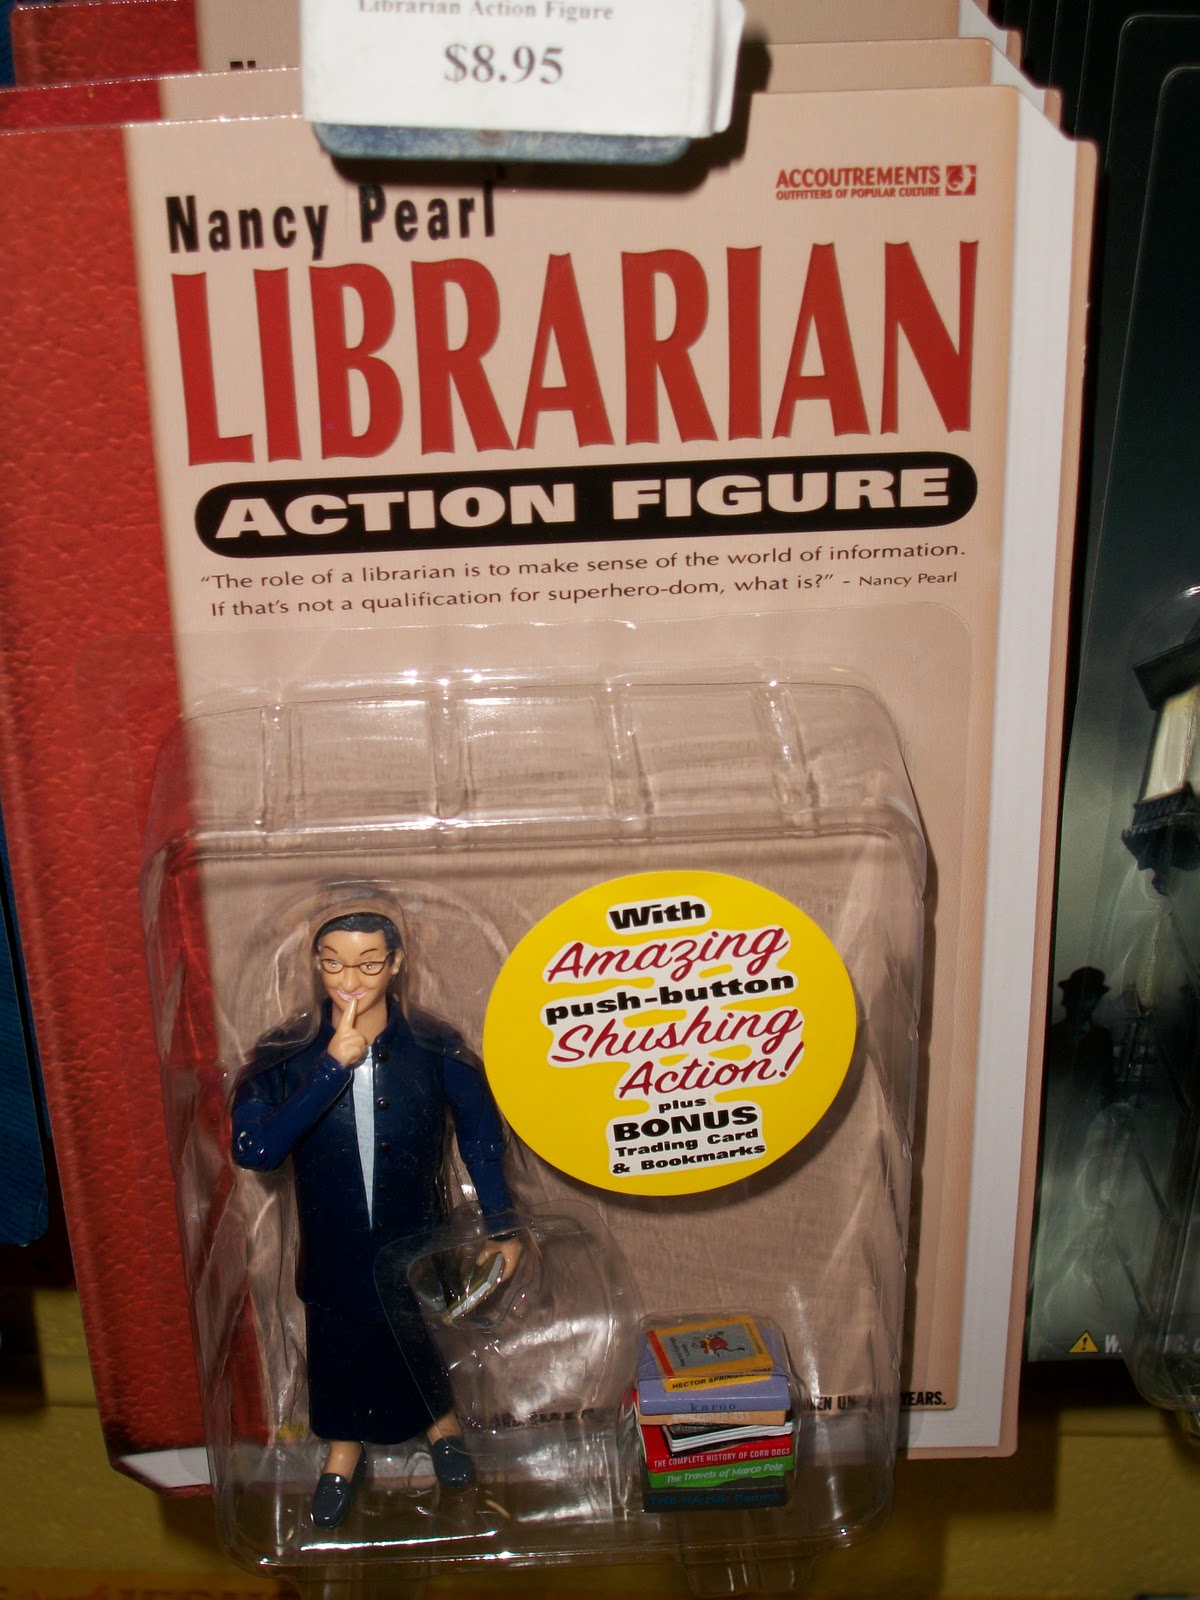 Librarian Action Figure
$8.95
Nancy Pearl
ACCOUTREMENTS
OUTFITTERS OF POPULAR CULTURE
LIBRARIAN
ACTION FIGURE
“The role of a librarian is to make sense of the world of information.
If that's not a qualification for superhero-dom, what is?” - Nancy Pearl
With
Amazing
push-button
Shushing
Action!
plus
BONUS
Trading Card
& Bookmarks
HECTOR
karoo
THE COMPLETE HISTORY OF CORN DOGS
The Travels of Marco Polo
Poems
YEARS.